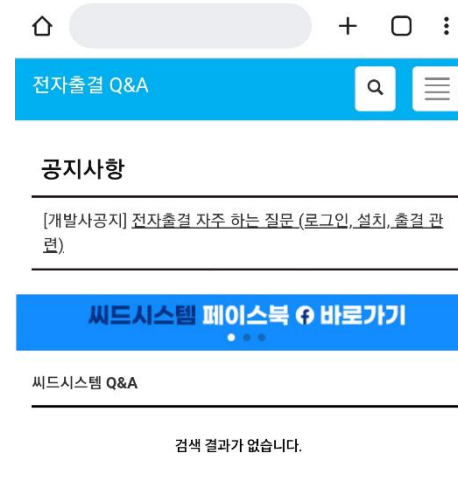 전자출결 Q&A
공지사항
[개발사공지] 전자출결 자주 하는 질문 (로그인, 설치, 출결 관
련)
씨드시스템 페이스북 바로가기
씨드시스템 Q&A
검색 결과가 없습니다.